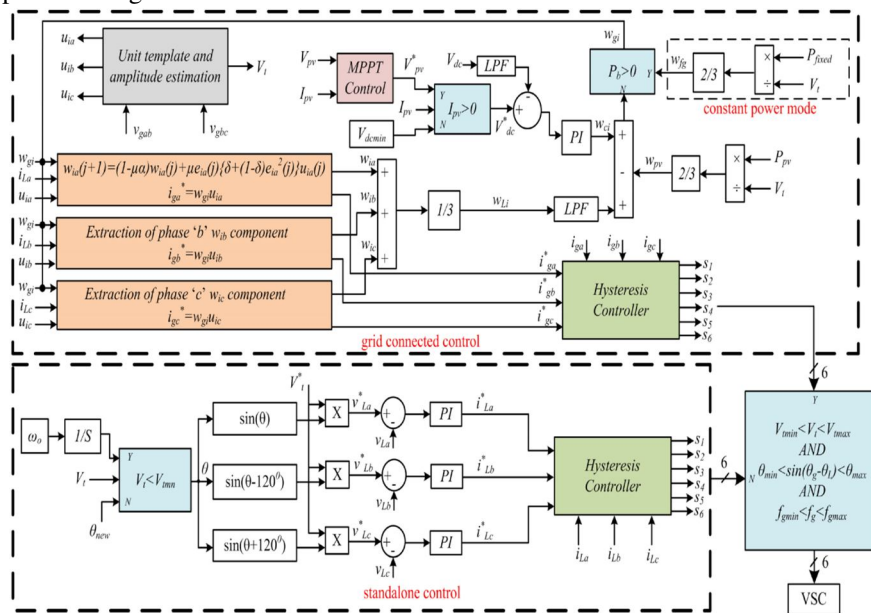 u_ia
u_ib
u_ic
Unit template and
amplitude estimation
V_t
v_gab
v_gbc
V_pv
I_pv
MPPT
Control
V*_pv
I_pv
V_dcmin
Y
I_pv>0
N
V_dc
LPF
-
+
V*_dc
PI
w_ci
w_gi
P_b>0
Y
N
w_fg
2/3
×
÷
P_fixed
V_t
constant power mode
+
-
+
w_pv
2/3
×
÷
P_pv
V_t
w_gi
i_La
u_ia
w_ia(j+1)=(1-μα)w_ia(j)+μe_ia(j){δ+(1-δ)e_ia²(j)}u_ia(j)
i_ga*=w_gi u_ia
w_ia
w_gi
i_Lb
u_ib
Extraction of phase 'b' w_ib component
i_gb*=w_gi u_ib
w_ib
w_gi
i_Lc
u_ic
Extraction of phase 'c' w_ic component
i_gc*=w_gi u_ic
w_ic
+
+
+
1/3
w_Li
LPF
i_ga
i_gb
i_gc
i*_ga
i*_gb
i*_gc
Hysteresis
Controller
s_1
s_2
s_3
s_4
s_5
s_6
grid connected control
6
ω_o
1/S
V_t
θ_new
Y
V_t<V_tmn
N
θ
sin(θ)
sin(θ-120⁰)
sin(θ+120⁰)
V*_t
X
X
X
v*_La
v*_Lb
v*_Lc
+
-
+
-
+
-
v_La
v_Lb
v_Lc
PI
PI
PI
i*_La
i*_Lb
i*_Lc
Hysteresis
Controller
i_La
i_Lb
i_Lc
s_1
s_2
s_3
s_4
s_5
s_6
standalone control
6
Y
N
V_tmin<V_t<V_tmax
AND
θ_min<sin(θ_g-θ_L)<θ_max
AND
f_gmin<f_g<f_gmax
6
VSC